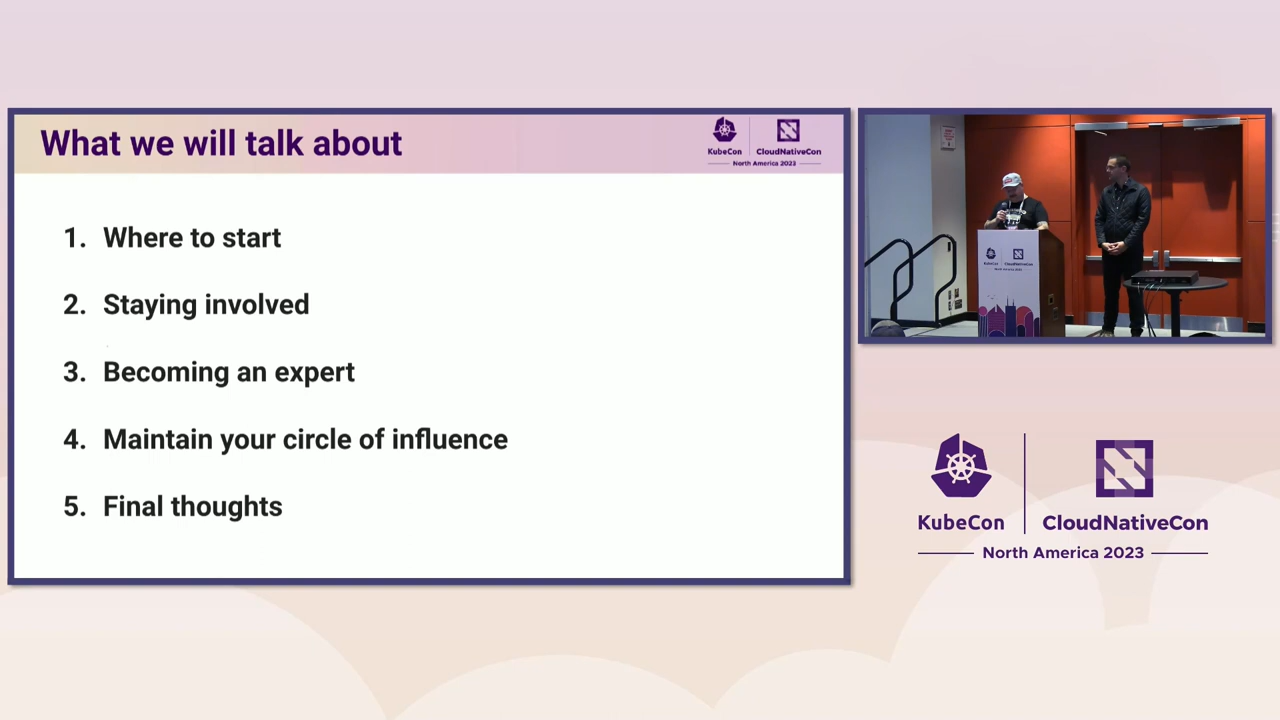 What we will talk about
KubeCon
CloudNativeCon
North America 2023
1. Where to start
2. Staying involved
3. Becoming an expert
4. Maintain your circle of influence
5. Final thoughts
KubeCon
CloudNativeCon
North America 2023